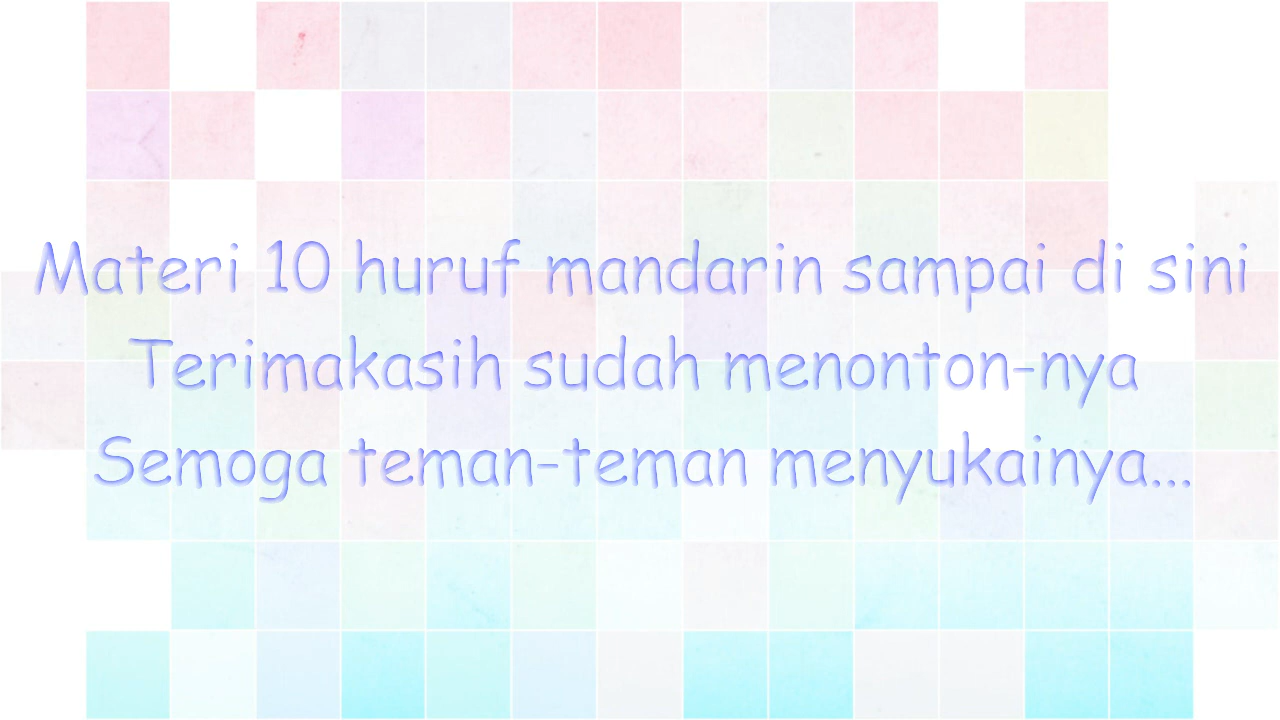 Materi 10 huruf mandarin sampai di sini
Terimakasih sudah menonton-nya
Semoga teman-teman menyukainya...